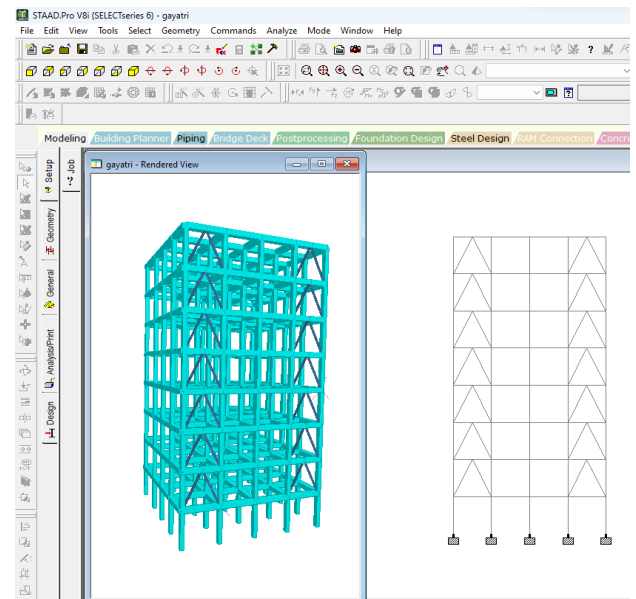 STAAD.Pro V8i (SELECTseries 6) - gayatri
File Edit View Tools Select Geometry Commands Analyze Mode Window Help
Modeling Building Planner Piping Bridge Deck Postprocessing Foundation Design Steel Design RAM Connection Concre
Setup
Job
gayatri - Rendered View
Geometry
General
Analysis/Print
Design